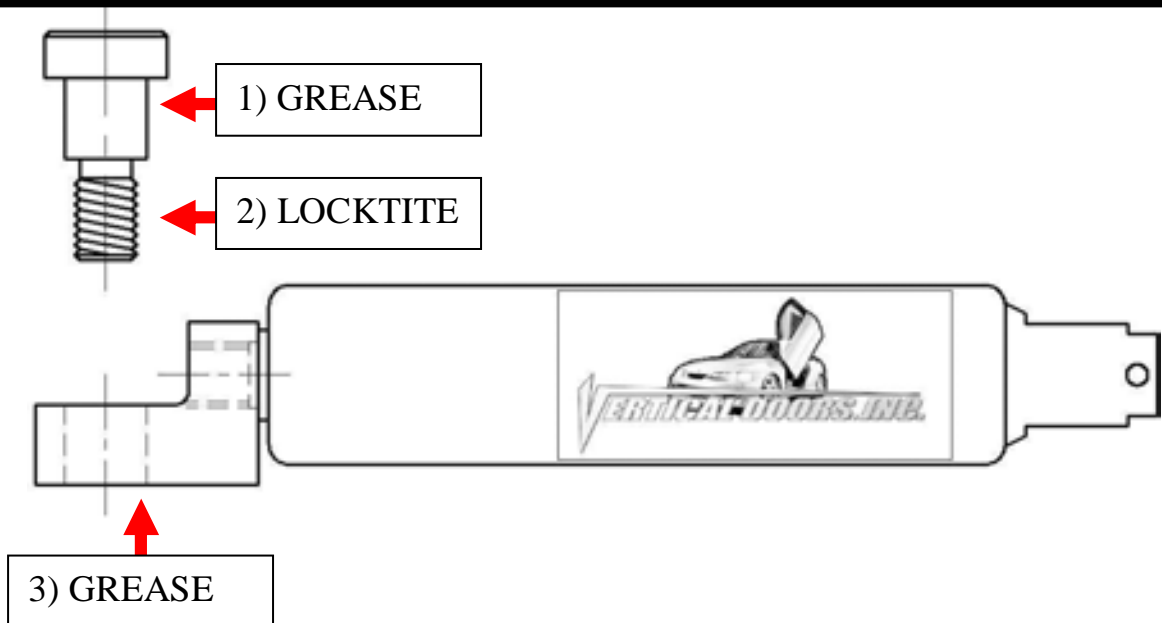 1) GREASE
2) LOCKTITE
VERTICAL DOORS, INC.
3) GREASE